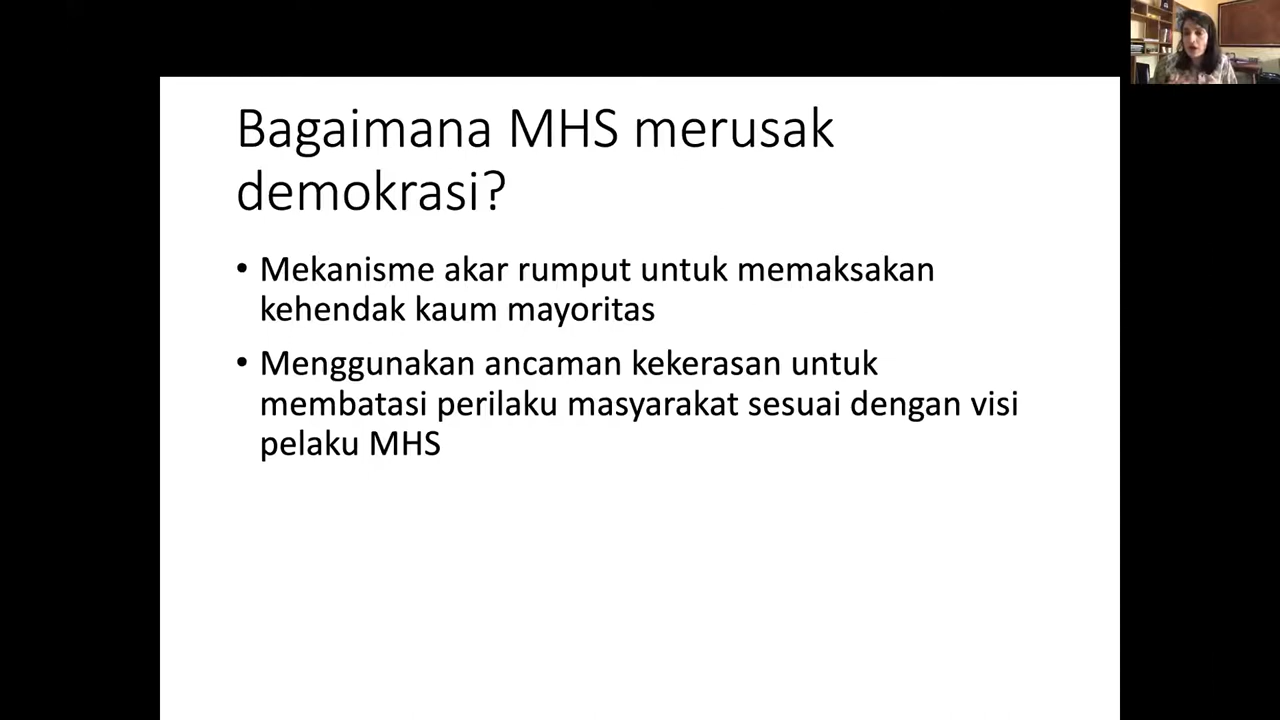 Bagaimana MHS merusak
demokrasi?
• Mekanisme akar rumput untuk memaksakan
kehendak kaum mayoritas
• Menggunakan ancaman kekerasan untuk
membatasi perilaku masyarakat sesuai dengan visi
pelaku MHS